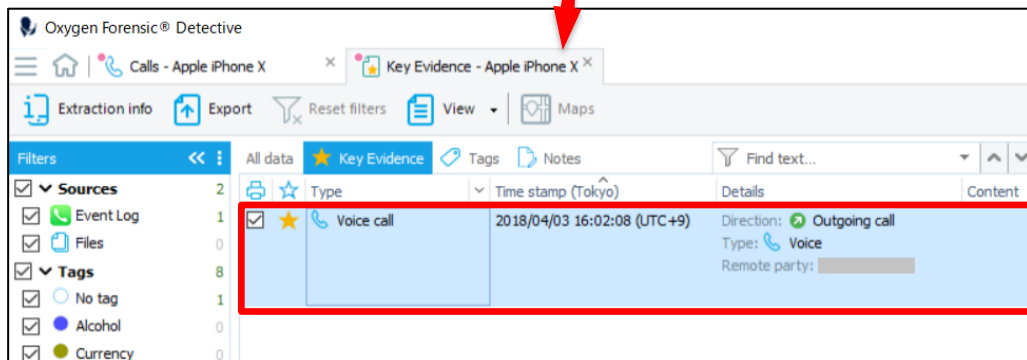 Oxygen Forensic® Detective
Calls - Apple iPhone X × Key Evidence - Apple iPhone X ×
Extraction info Export Reset filters View Maps
Filters All data Key Evidence Tags Notes Find text...
Sources 2 Type Time stamp (Tokyo) Details Content
Event Log 1 Voice call 2018/04/03 16:02:08 (UTC+9) Direction: Outgoing call
Files 0 Type: Voice
Tags 8 Remote party:
No tag 1
Alcohol 0
Currency 0